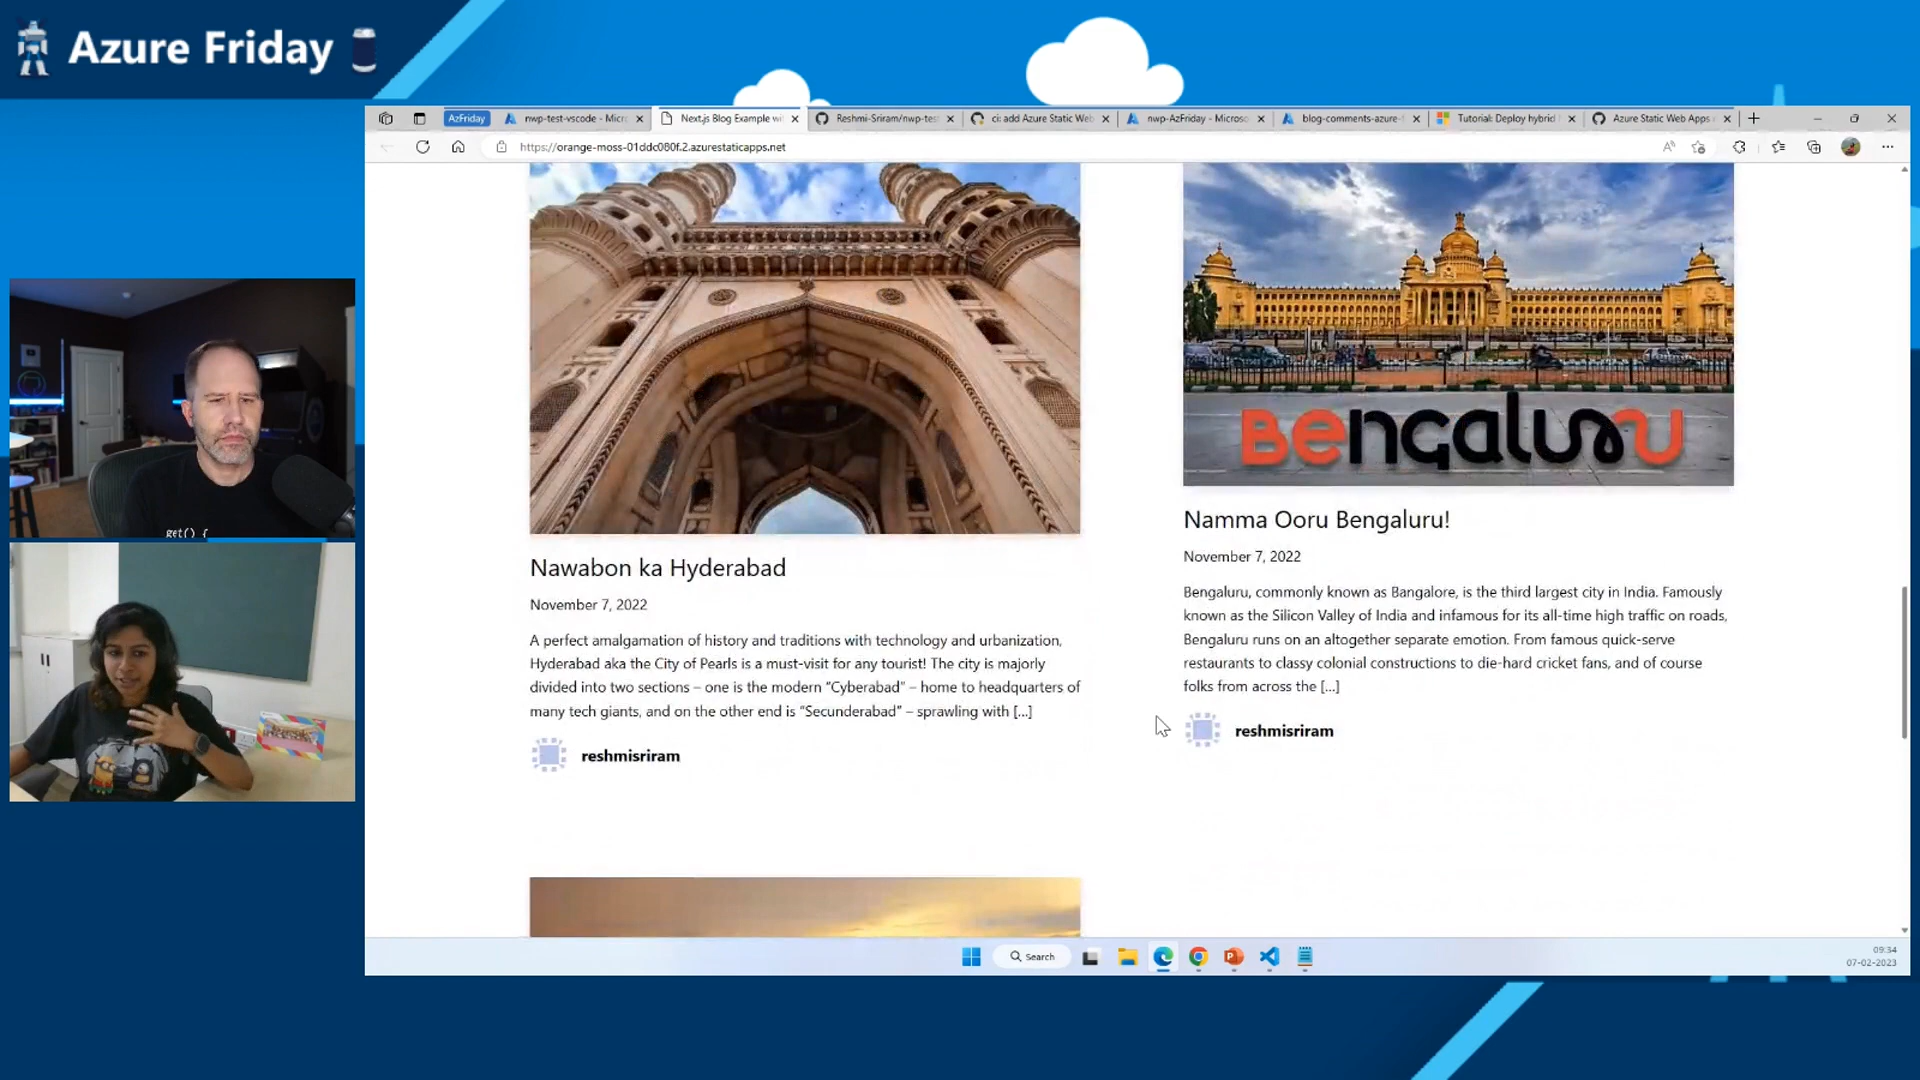 Azure Friday
AzFriday
nwp-test-vscode - Micro
Next.js Blog Example wi
Reshmi-Sriram/nwp-test
ci: add Azure Static Web
nwp-AzFriday - Microso
blog-comments-azure-f
Tutorial: Deploy hybrid
Azure Static Web Apps
https://orange-moss-01ddc080f.2.azurestaticapps.net
Bengaluru
Nawabon ka Hyderabad
November 7, 2022
A perfect amalgamation of history and traditions with technology and urbanization,
Hyderabad aka the City of Pearls is a must-visit for any tourist! The city is majorly
divided into two sections – one is the modern “Cyberabad” – home to headquarters of
many tech giants, and on the other end is “Secunderabad” – sprawling with [...]
reshmisriram
Namma Ooru Bengaluru!
November 7, 2022
Bengaluru, commonly known as Bangalore, is the third largest city in India. Famously
known as the Silicon Valley of India and infamous for its all-time high traffic on roads,
Bengaluru runs on an altogether separate emotion. From famous quick-serve
restaurants to classy colonial constructions to die-hard cricket fans, and of course
folks from across the [...]
reshmisriram
get() {
Search
09:34
07-02-2023